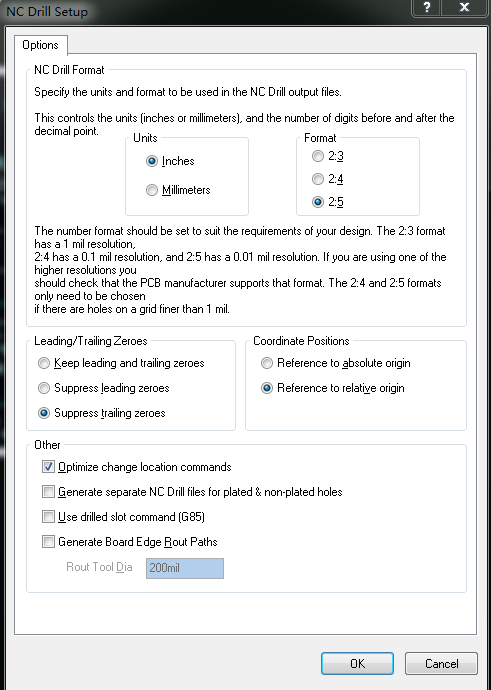 NC Drill Setup
?
Options
NC Drill Format
Specify the units and format to be used in the NC Drill output files.
This controls the units (inches or millimeters), and the number of digits before and after the
decimal point.
Units
Inches
Millimeters
Format
2:3
2:4
2:5
The number format should be set to suit the requirements of your design. The 2:3 format
has a 1 mil resolution,
2:4 has a 0.1 mil resolution, and 2:5 has a 0.01 mil resolution. If you are using one of the
higher resolutions you
should check that the PCB manufacturer supports that format. The 2:4 and 2:5 formats
only need to be chosen
if there are holes on a grid finer than 1 mil.
Leading/Trailing Zeroes
Keep leading and trailing zeroes
Suppress leading zeroes
Suppress trailing zeroes
Coordinate Positions
Reference to absolute origin
Reference to relative origin
Other
Optimize change location commands
Generate separate NC Drill files for plated & non-plated holes
Use drilled slot command (G85)
Generate Board Edge Rout Paths
Rout Tool Dia
200mil
OK
Cancel